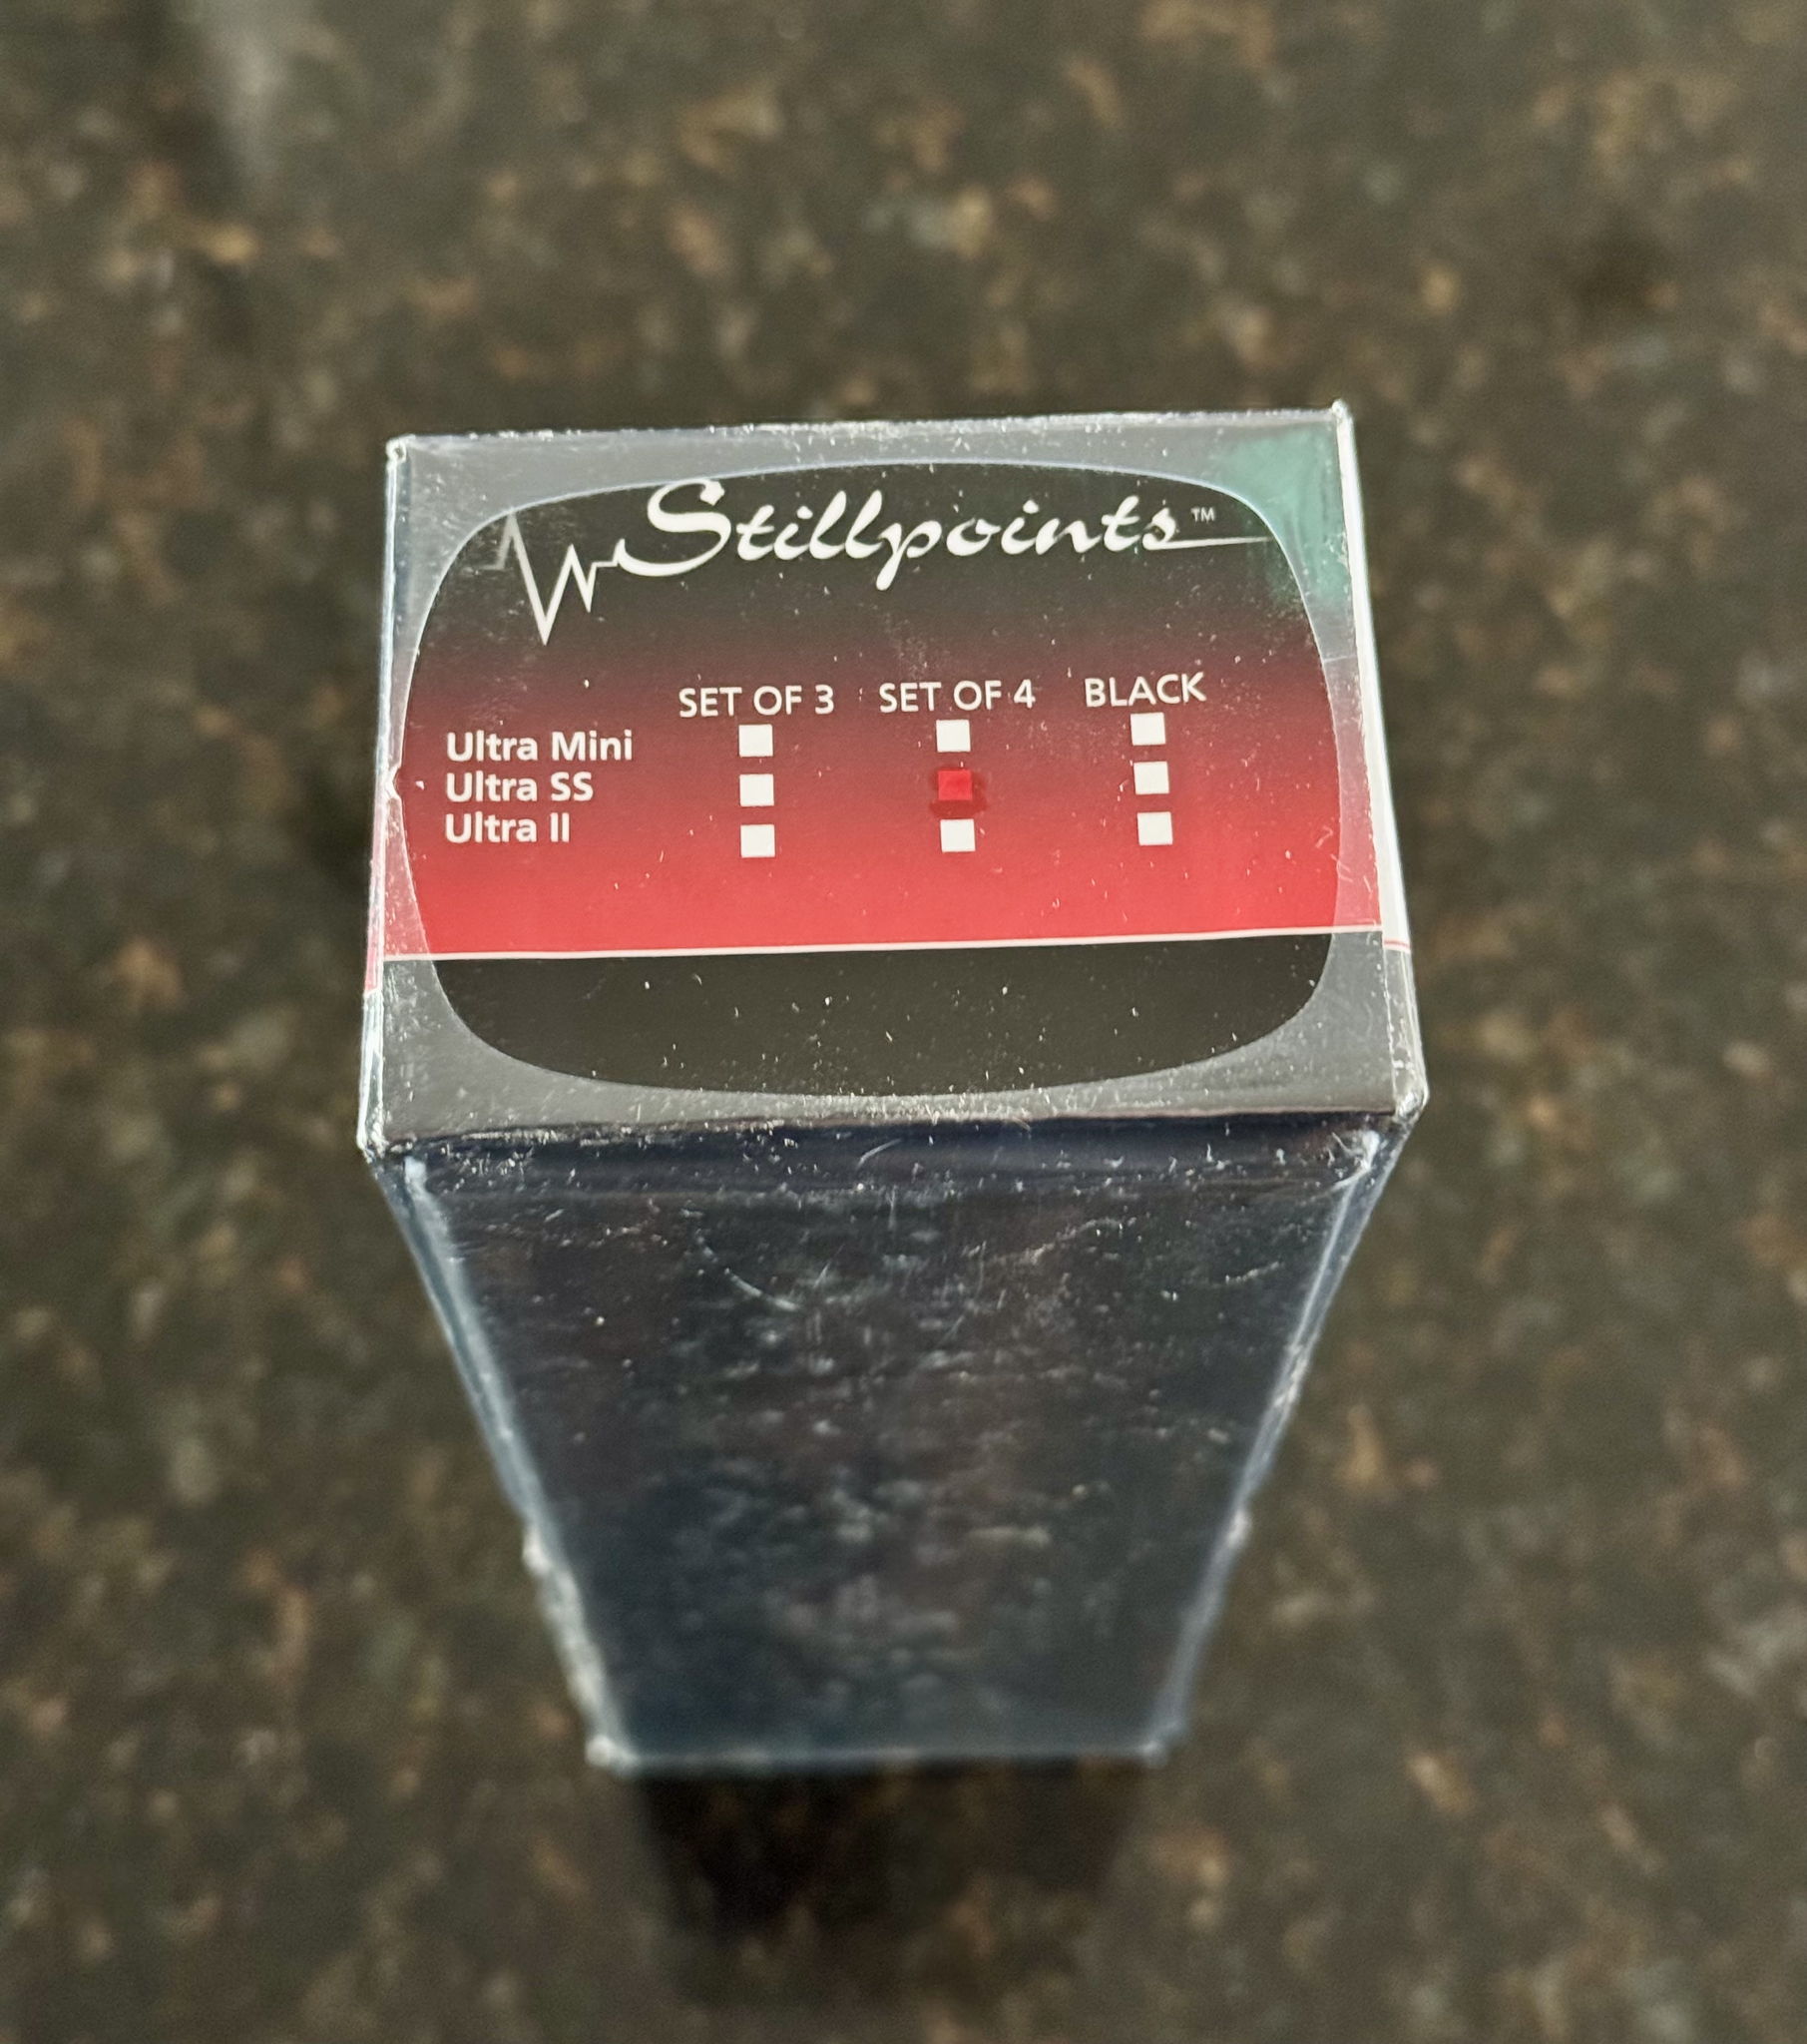 Stillpoints™
SET OF 3 SET OF 4 BLACK
Ultra Mini
Ultra SS
Ultra II